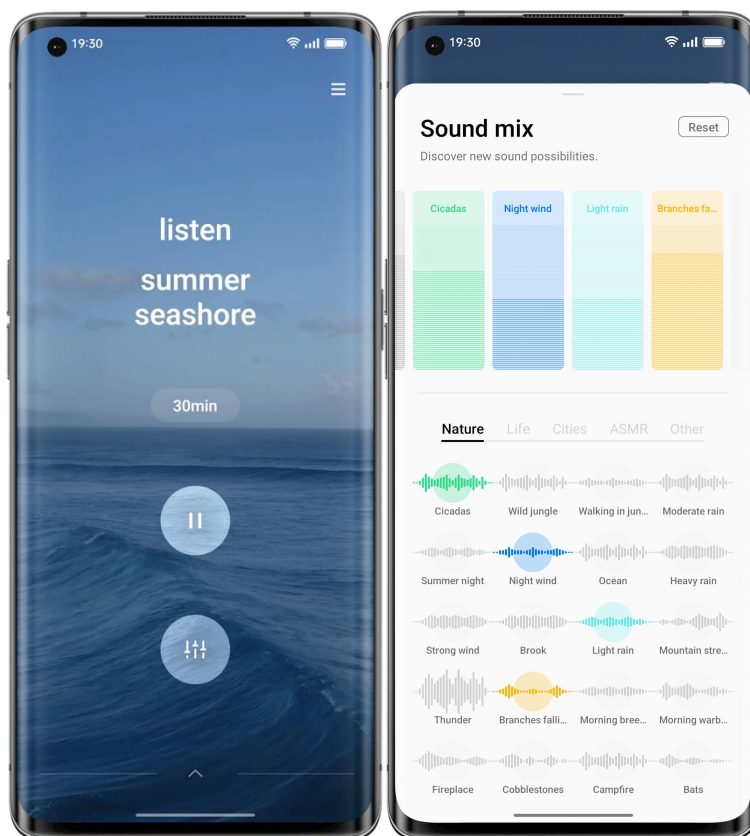 19:30
listen
summer
seashore
30min
19:30
Sound mix
Reset
Discover new sound possibilities.
Cicadas
Night wind
Light rain
Branches fa...
Nature
Life
Cities
ASMR
Other
Cicadas
Wild jungle
Walking in jun...
Moderate rain
Summer night
Night wind
Ocean
Heavy rain
Strong wind
Brook
Light rain
Mountain stre...
Thunder
Branches falli...
Morning bree...
Morning warb...
Fireplace
Cobblestones
Campfire
Bats